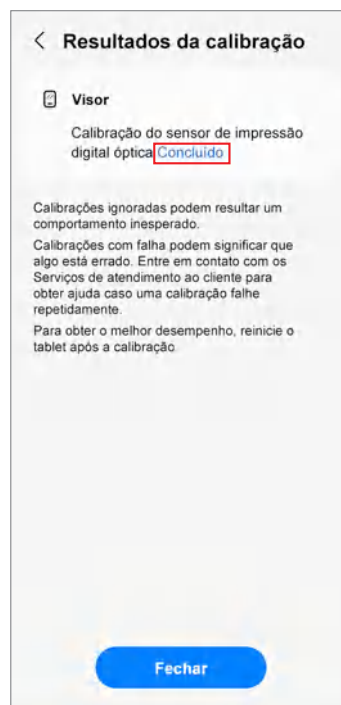 Resultados da calibração
Visor
Calibração do sensor de impressão
digital óptica Concluído
Calibrações ignoradas podem resultar um
comportamento inesperado.
Calibrações com falha podem significar que
algo está errado. Entre em contato com os
Serviços de atendimento ao cliente para
obter ajuda caso uma calibração falhe
repetidamente.
Para obter o melhor desempenho, reinicie o
tablet após a calibração
Fechar